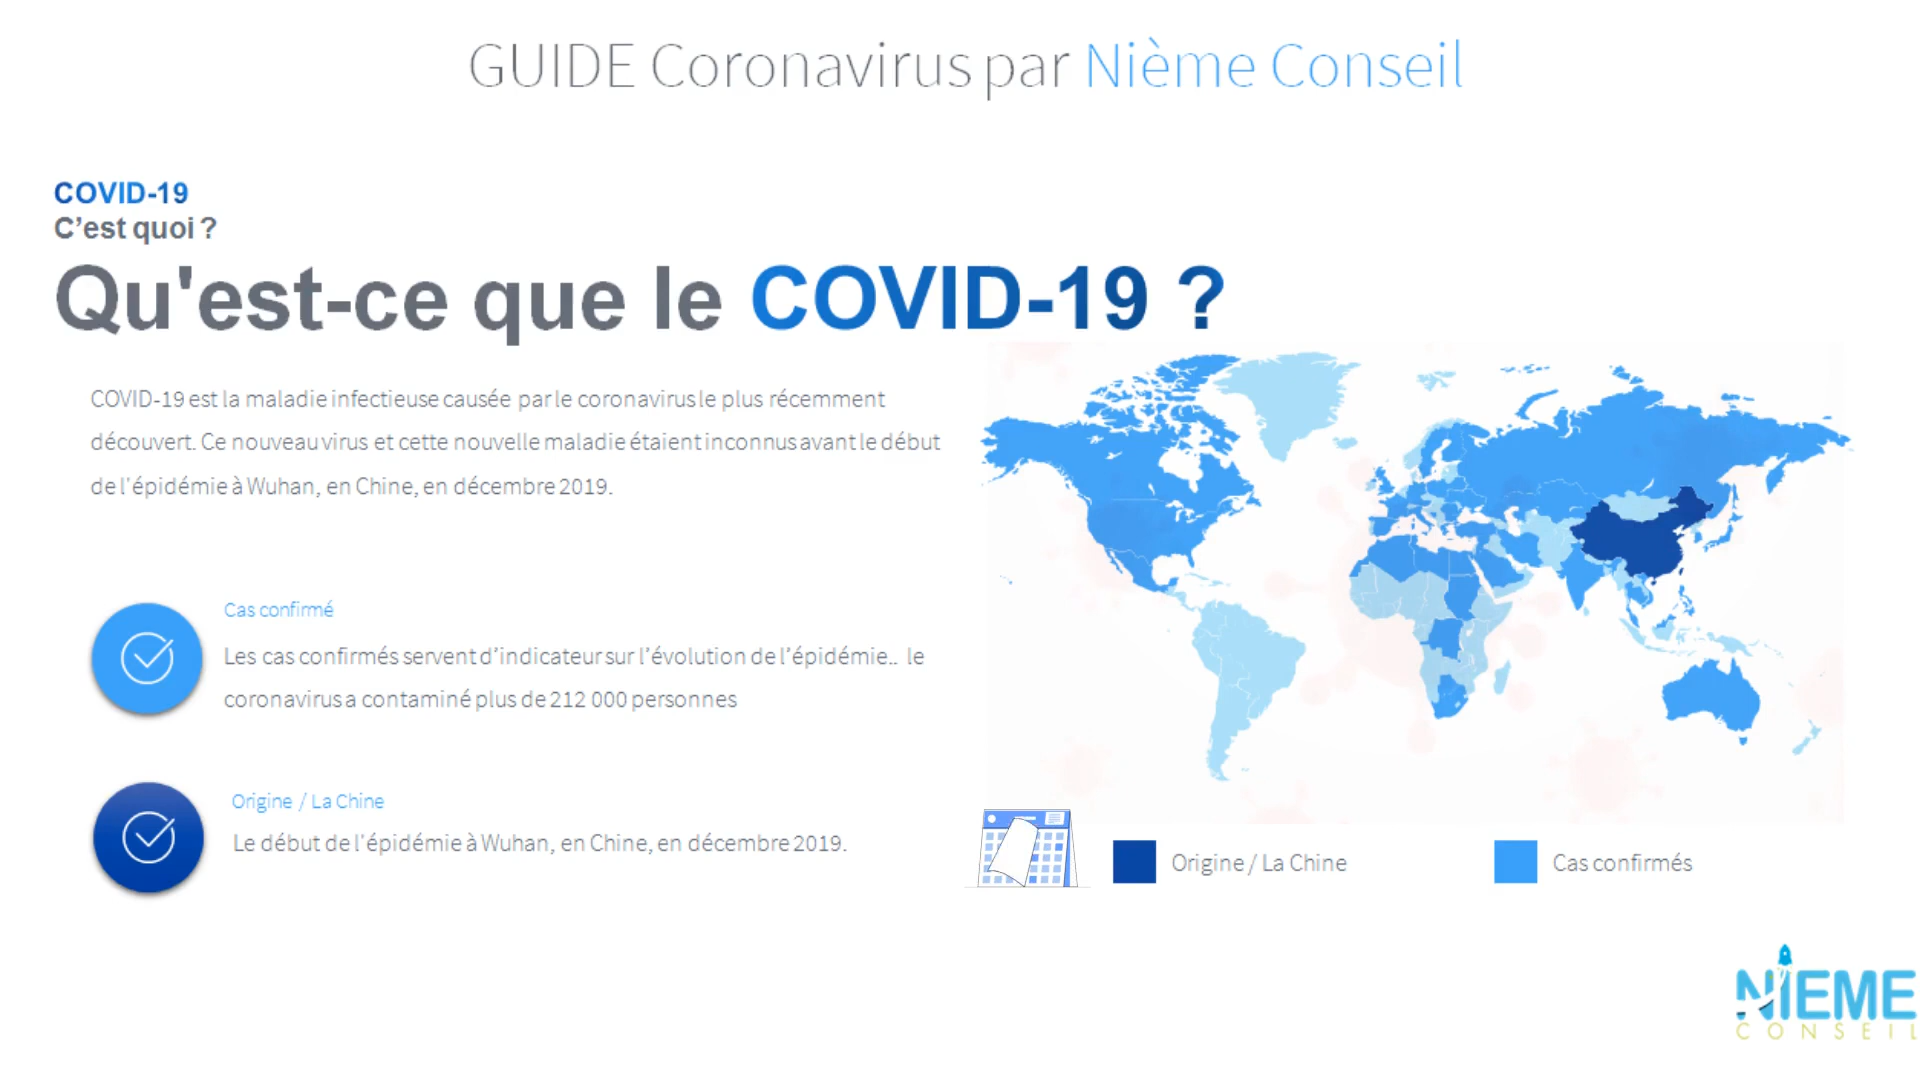 GUIDE Coronavirus par Nième Conseil
COVID-19
C'est quoi ?
Qu'est-ce que le COVID-19 ?
COVID-19 est la maladie infectieuse causée par le coronavirus le plus récemment
découvert. Ce nouveau virus et cette nouvelle maladie étaient inconnus avant le début
de l'épidémie à Wuhan, en Chine, en décembre 2019.
Cas confirmé
Les cas confirmés servent d'indicateur sur l'évolution de l'épidémie.. le
coronavirus a contaminé plus de 212 000 personnes
Origine / La Chine
Le début de l'épidémie à Wuhan, en Chine, en décembre 2019.
Origine / La Chine
Cas confirmés
NIEME
CONSEIL